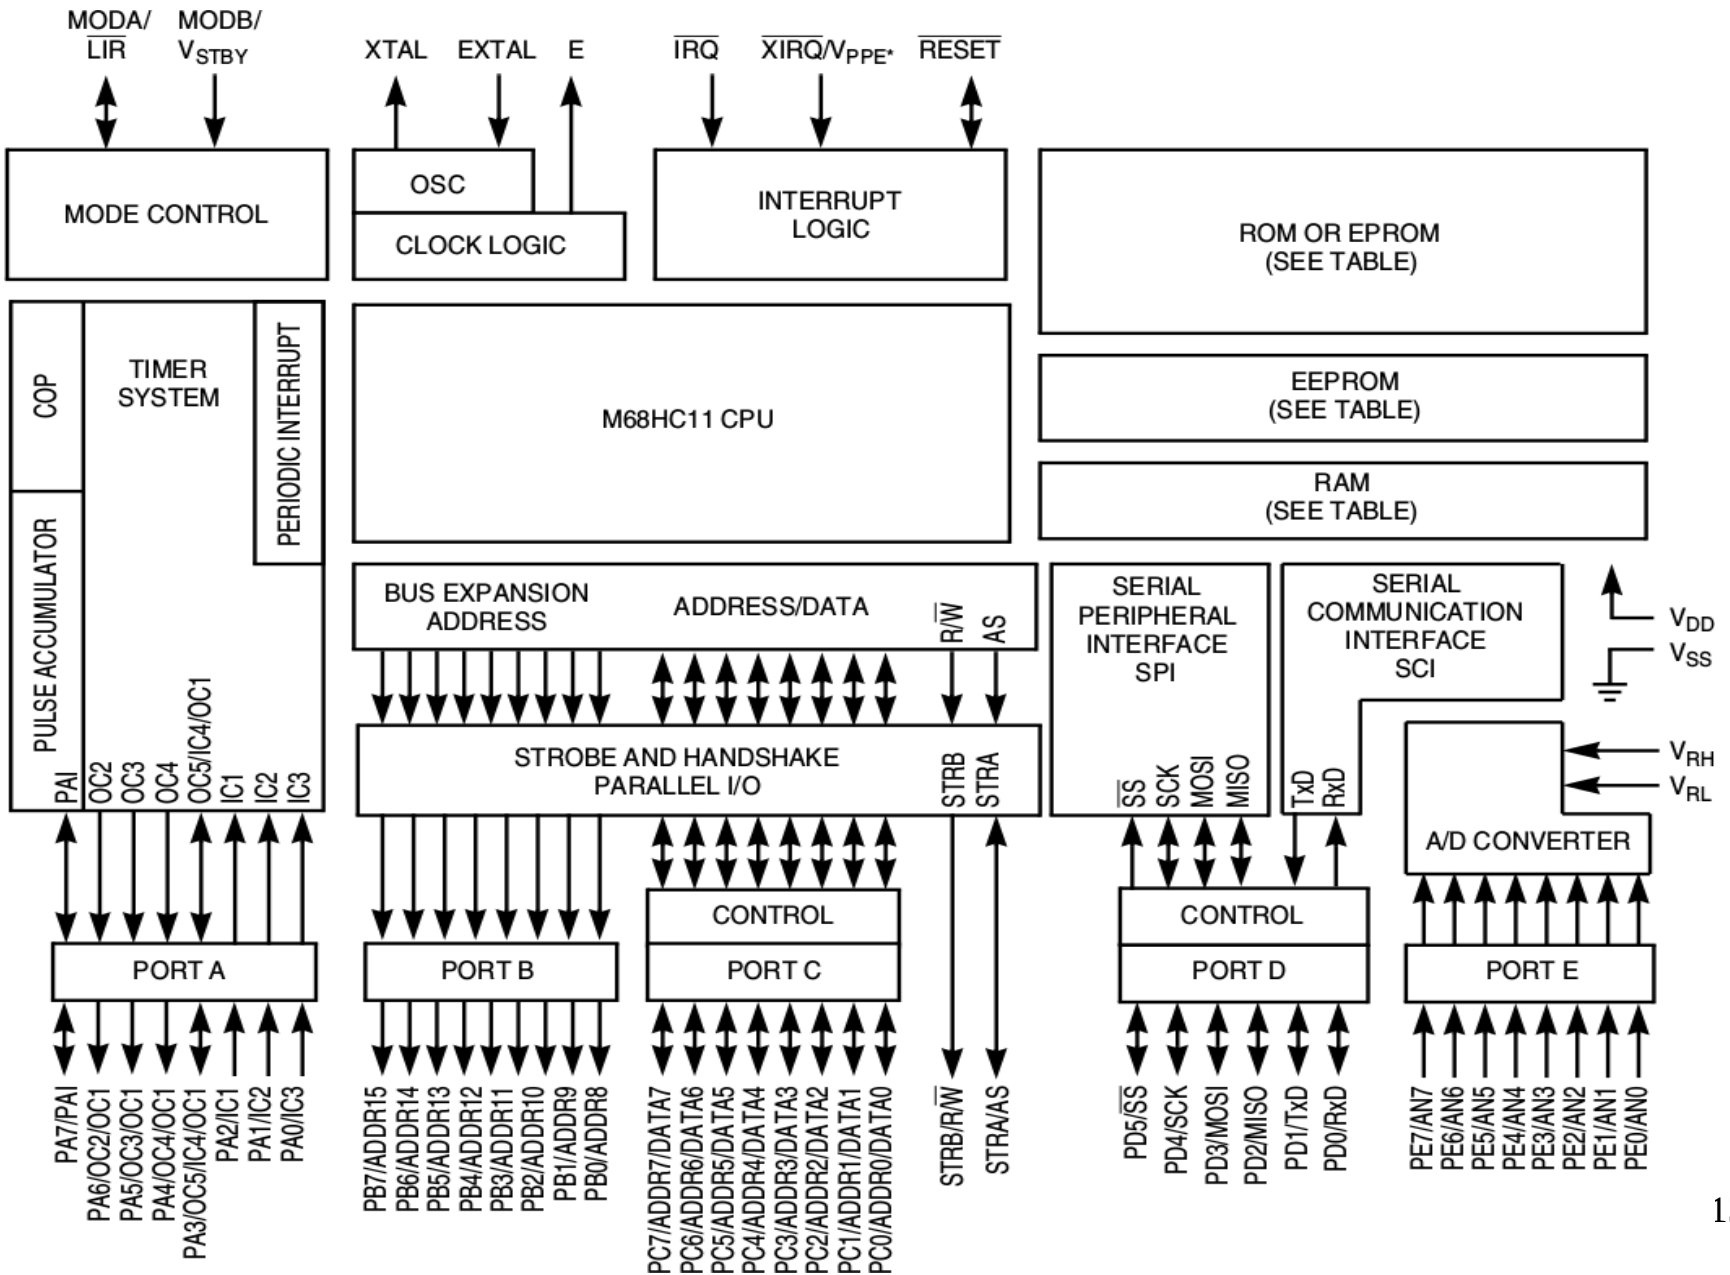 MODA/
LIR
MODB/
VSTBY
XTAL
EXTAL
E
IRQ
XIRQ/VPPE*
RESET
MODE CONTROL
OSC
CLOCK LOGIC
INTERRUPT
LOGIC
ROM OR EPROM
(SEE TABLE)
COP
TIMER
SYSTEM
PERIODIC INTERRUPT
M68HC11 CPU
EEPROM
(SEE TABLE)
RAM
(SEE TABLE)
PULSE ACCUMULATOR
PAI
OC2
OC3
OC4
OC5/IC4/OC1
IC1
IC2
IC3
BUS EXPANSION
ADDRESS
ADDRESS/DATA
R/W
AS
STROBE AND HANDSHAKE
PARALLEL I/O
STRB
STRA
SERIAL
PERIPHERAL
INTERFACE
SPI
SS
SCK
MOSI
MISO
SERIAL
COMMUNICATION
INTERFACE
SCI
TxD
RxD
VDD
VSS
VRH
VRL
A/D CONVERTER
CONTROL
CONTROL
PORT A
PORT B
PORT C
PORT D
PORT E
PA7/PAI
PA6/OC2/OC1
PA5/OC3/OC1
PA4/OC4/OC1
PA3/OC5/IC4/OC1
PA2/IC1
PA1/IC2
PA0/IC3
PB7/ADDR15
PB6/ADDR14
PB5/ADDR13
PB4/ADDR12
PB3/ADDR11
PB2/ADDR10
PB1/ADDR9
PB0/ADDR8
PC7/ADDR7/DATA7
PC6/ADDR6/DATA6
PC5/ADDR5/DATA5
PC4/ADDR4/DATA4
PC3/ADDR3/DATA3
PC2/ADDR2/DATA2
PC1/ADDR1/DATA1
PC0/ADDR0/DATA0
STRB/R/W
STRA/AS
PD5/SS
PD4/SCK
PD3/MOSI
PD2/MISO
PD1/TxD
PD0/RxD
PE7/AN7
PE6/AN6
PE5/AN5
PE4/AN4
PE3/AN3
PE2/AN2
PE1/AN1
PE0/AN0